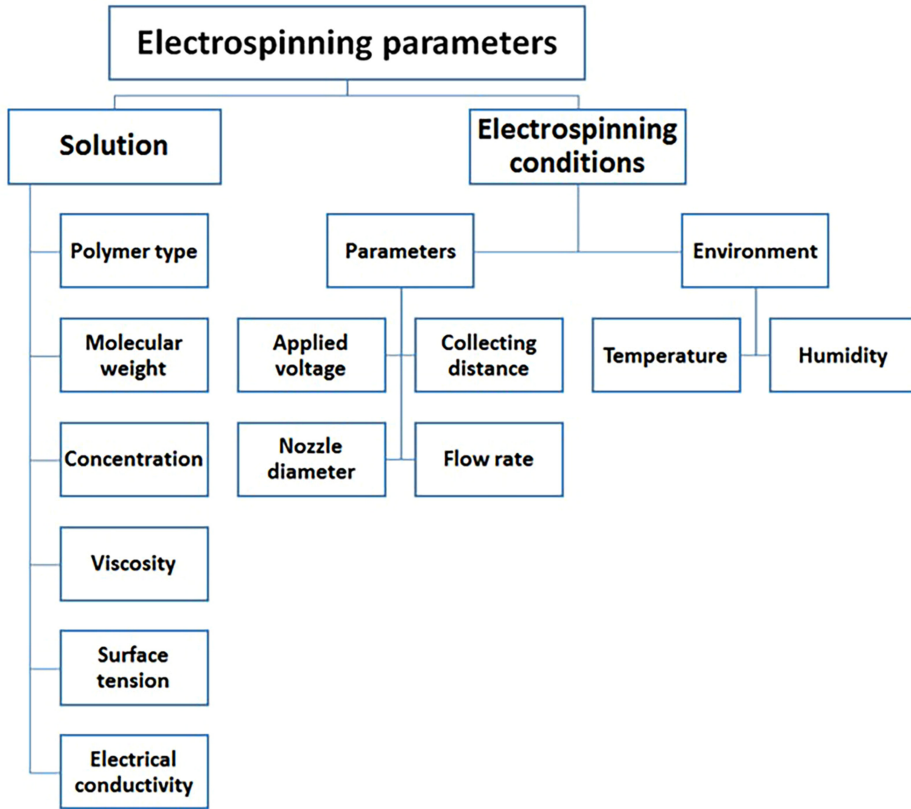 Electrospinning parameters
Solution
Electrospinning
conditions
Polymer type
Parameters
Environment
Molecular
weight
Applied
voltage
Collecting
distance
Temperature
Humidity
Concentration
Nozzle
diameter
Flow rate
Viscosity
Surface
tension
Electrical
conductivity